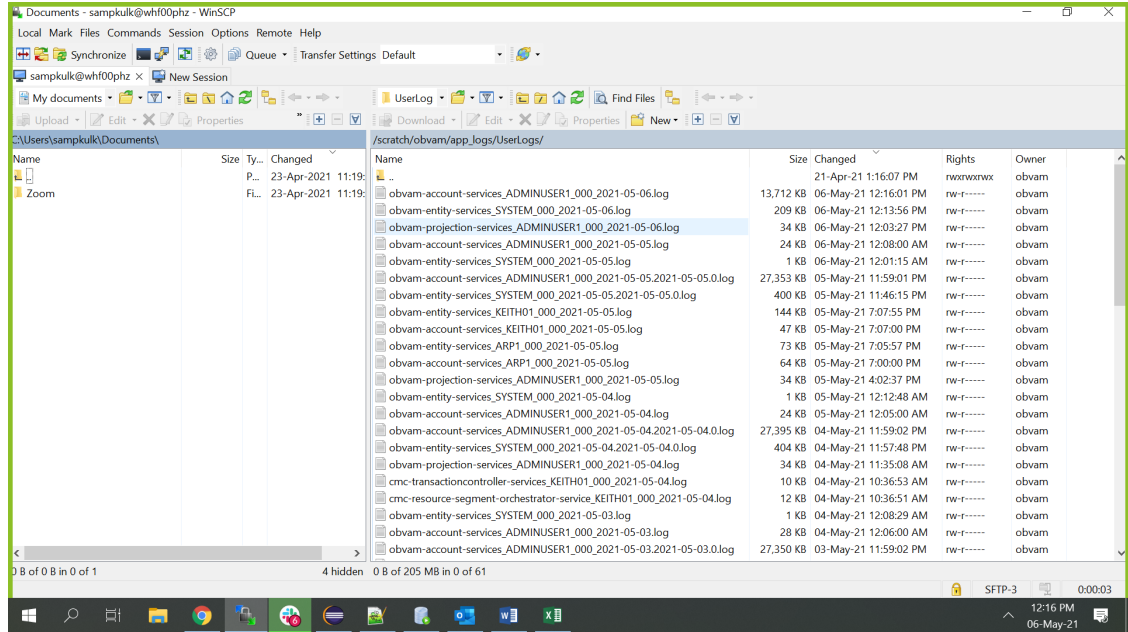 Documents - sampkulk@whf00phz - WinSCP
Local Mark Files Commands Session Options Remote Help
Synchronize Queue Transfer Settings Default
sampkulk@whf00phz × New Session
My documents UserLog Find Files
Upload Edit Properties " Download Edit Properties New
C:\Users\sampkulk\Documents\ /scratch/obvam/app_logs/UserLogs/
Name Size Ty... Changed Name Size Changed Rights Owner
.. P... 23-Apr-2021 11:19: .. 21-Apr-21 1:16:07 PM rwxrwxrwx obvam
Zoom Fi... 23-Apr-2021 11:19: obvam-account-services_ADMINUSER1_000_2021-05-06.log 13,712 KB 06-May-21 12:16:01 PM rw-r----- obvam
obvam-entity-services_SYSTEM_000_2021-05-06.log 209 KB 06-May-21 12:13:56 PM rw-r----- obvam
obvam-projection-services_ADMINUSER1_000_2021-05-06.log 34 KB 06-May-21 12:03:27 PM rw-r----- obvam
obvam-account-services_ADMINUSER1_000_2021-05-05.log 24 KB 06-May-21 12:08:00 AM rw-r----- obvam
obvam-entity-services_SYSTEM_000_2021-05-05.log 1 KB 06-May-21 12:01:15 AM rw-r----- obvam
obvam-account-services_ADMINUSER1_000_2021-05-05.2021-05-05.0.log 27,353 KB 05-May-21 11:59:01 PM rw-r----- obvam
obvam-entity-services_SYSTEM_000_2021-05-05.2021-05-05.0.log 400 KB 05-May-21 11:46:15 PM rw-r----- obvam
obvam-entity-services_KEITH01_000_2021-05-05.log 144 KB 05-May-21 7:07:55 PM rw-r----- obvam
obvam-account-services_KEITH01_000_2021-05-05.log 47 KB 05-May-21 7:07:00 PM rw-r----- obvam
obvam-entity-services_ARP1_000_2021-05-05.log 73 KB 05-May-21 7:05:57 PM rw-r----- obvam
obvam-account-services_ARP1_000_2021-05-05.log 64 KB 05-May-21 7:00:00 PM rw-r----- obvam
obvam-projection-services_ADMINUSER1_000_2021-05-05.log 34 KB 05-May-21 4:02:37 PM rw-r----- obvam
obvam-entity-services_SYSTEM_000_2021-05-04.log 1 KB 05-May-21 12:12:48 AM rw-r----- obvam
obvam-account-services_ADMINUSER1_000_2021-05-04.log 24 KB 05-May-21 12:05:00 AM rw-r----- obvam
obvam-account-services_ADMINUSER1_000_2021-05-04.2021-05-04.0.log 27,395 KB 04-May-21 11:59:02 PM rw-r----- obvam
obvam-entity-services_SYSTEM_000_2021-05-04.2021-05-04.0.log 404 KB 04-May-21 11:57:48 PM rw-r----- obvam
obvam-projection-services_ADMINUSER1_000_2021-05-04.log 34 KB 04-May-21 11:35:08 AM rw-r----- obvam
cmc-transactioncontroller-services_KEITH01_000_2021-05-04.log 10 KB 04-May-21 10:36:53 AM rw-r----- obvam
cmc-resource-segment-orchestrator-service_KEITH01_000_2021-05-04.log 12 KB 04-May-21 10:36:51 AM rw-r----- obvam
obvam-entity-services_SYSTEM_000_2021-05-03.log 1 KB 04-May-21 12:08:29 AM rw-r----- obvam
obvam-account-services_ADMINUSER1_000_2021-05-03.log 28 KB 04-May-21 12:06:00 AM rw-r----- obvam
obvam-account-services_ADMINUSER1_000_2021-05-03.2021-05-03.0.log 27,350 KB 03-May-21 11:59:02 PM rw-r----- obvam
0 B of 0 B in 0 of 1 4 hidden 0 B of 205 MB in 0 of 61
SFTP-3 0:00:03
12:16 PM
06-May-21